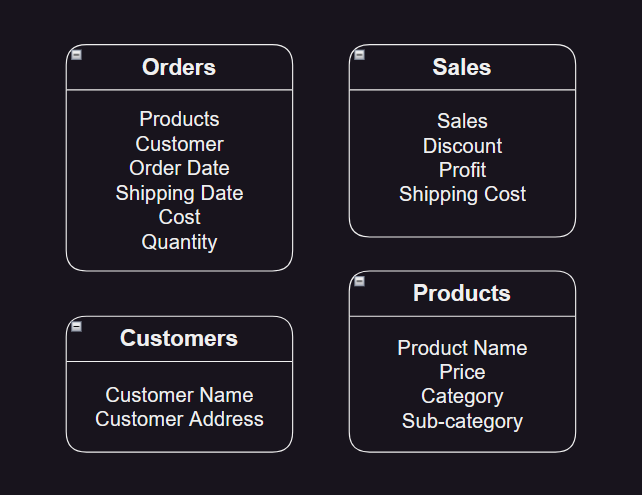 Orders
Products
Customer
Order Date
Shipping Date
Cost
Quantity
Sales
Sales
Discount
Profit
Shipping Cost
Customers
Customer Name
Customer Address
Products
Product Name
Price
Category
Sub-category